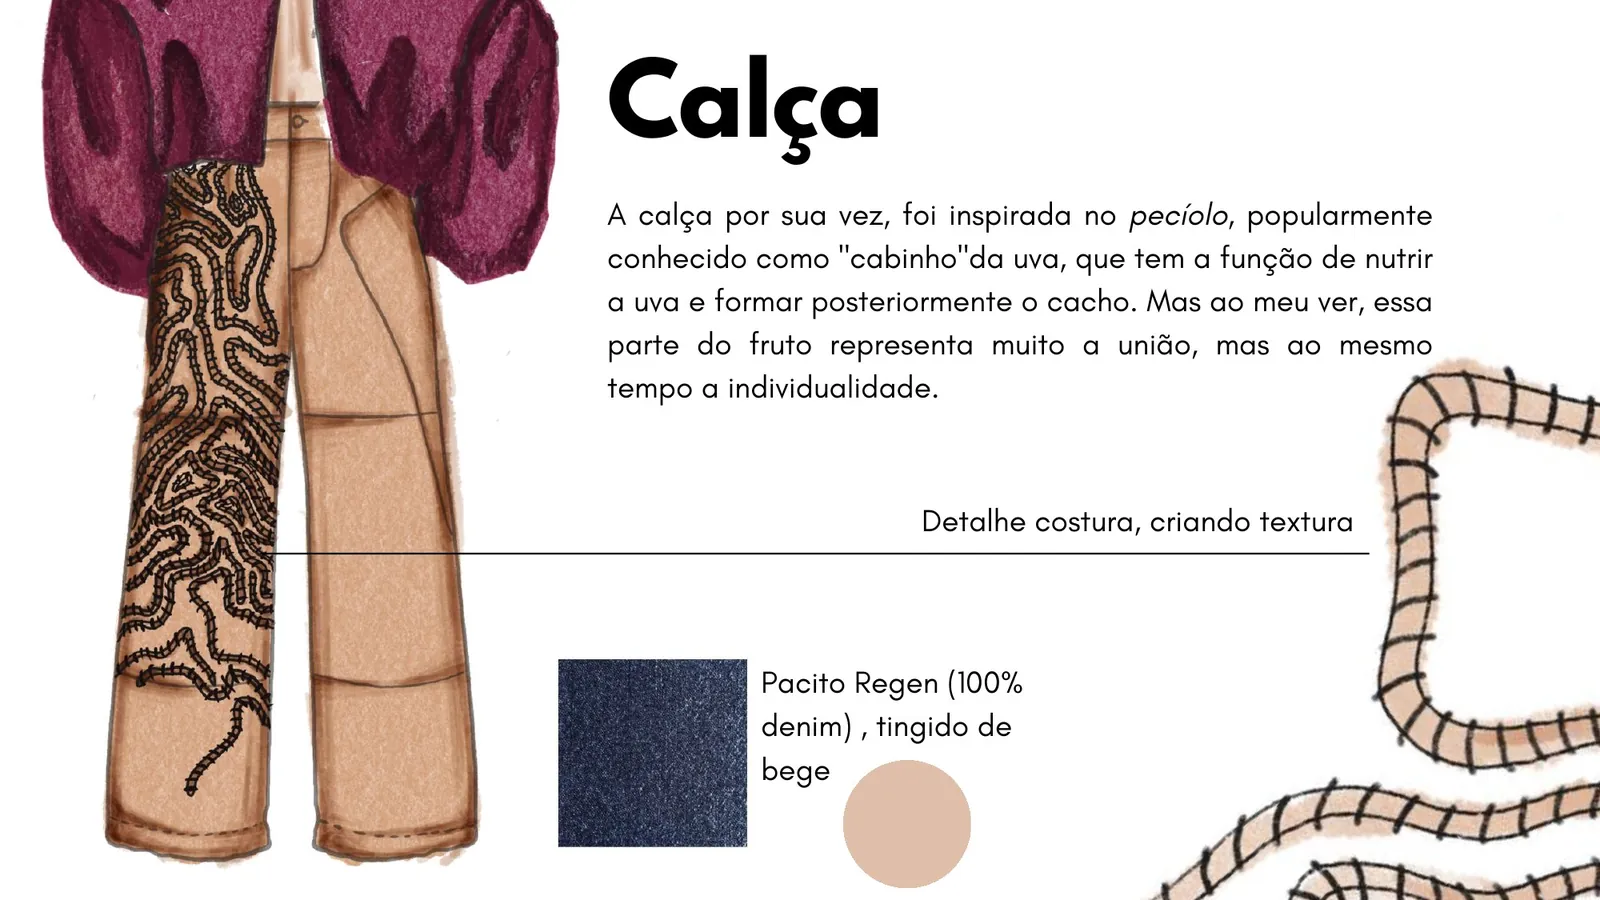 Calça
A calça por sua vez, foi inspirada no pecíolo, popularmente
conhecido como "cabinho"da uva, que tem a função de nutrir
a uva e formar posteriormente o cacho. Mas ao meu ver, essa
parte do fruto representa muito a união, mas ao mesmo
tempo a individualidade.
Detalhe costura, criando textura
Pacito Regen (100%
denim) , tingido de
bege